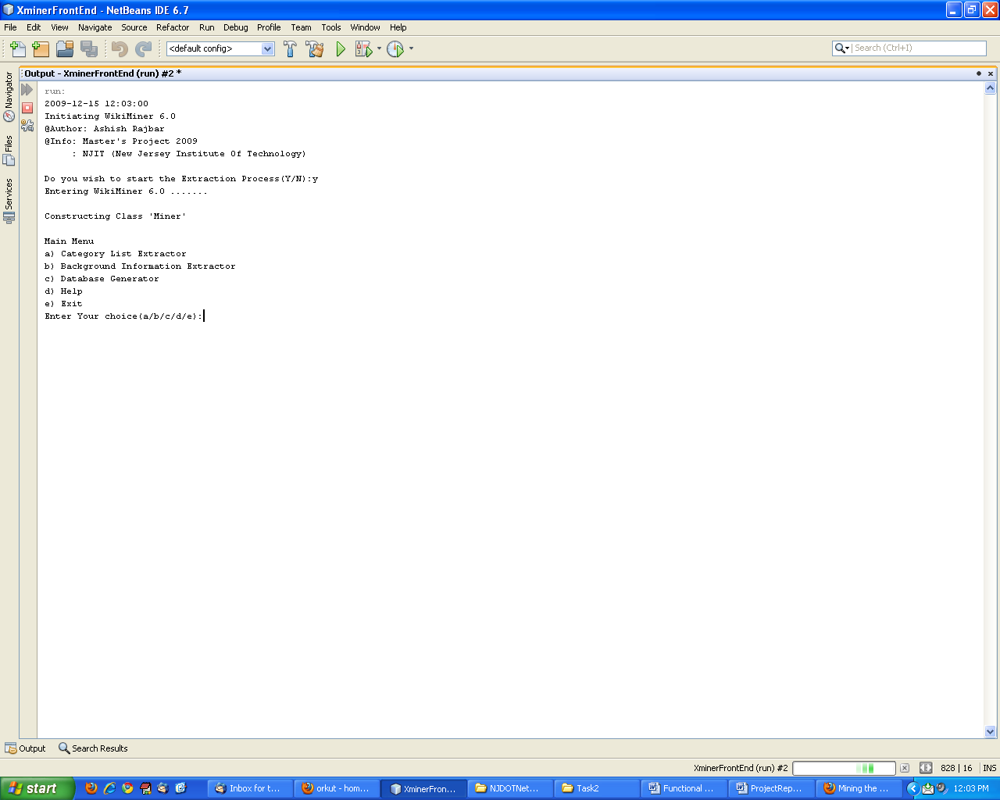 XminerFrontEnd - NetBeans IDE 6.7
File Edit View Navigate Source Refactor Run Debug Profile Team Tools Window Help
<default config>
Search (Ctrl+I)
Output - XminerFrontEnd (run) #2 *
Navigator
Files
Services
run:
2009-12-15 12:03:00
Initiating WikiMiner 6.0
@Author: Ashish Rajbar
@Info: Master's Project 2009
: NJIT (New Jersey Institute Of Technology)
Do you wish to start the Extraction Process(Y/N):y
Entering WikiMiner 6.0 .......
Constructing Class 'Miner'
Main Menu
a) Category List Extractor
b) Background Information Extractor
c) Database Generator
d) Help
e) Exit
Enter Your choice(a/b/c/d/e):
Output Search Results
XminerFrontEnd (run) #2 828 | 16 INS
start Inbox for t... orkut - hom... XminerFron... NJDOTNet... Task2 Functional ... ProjectRep... Mining the ... 12:03 PM